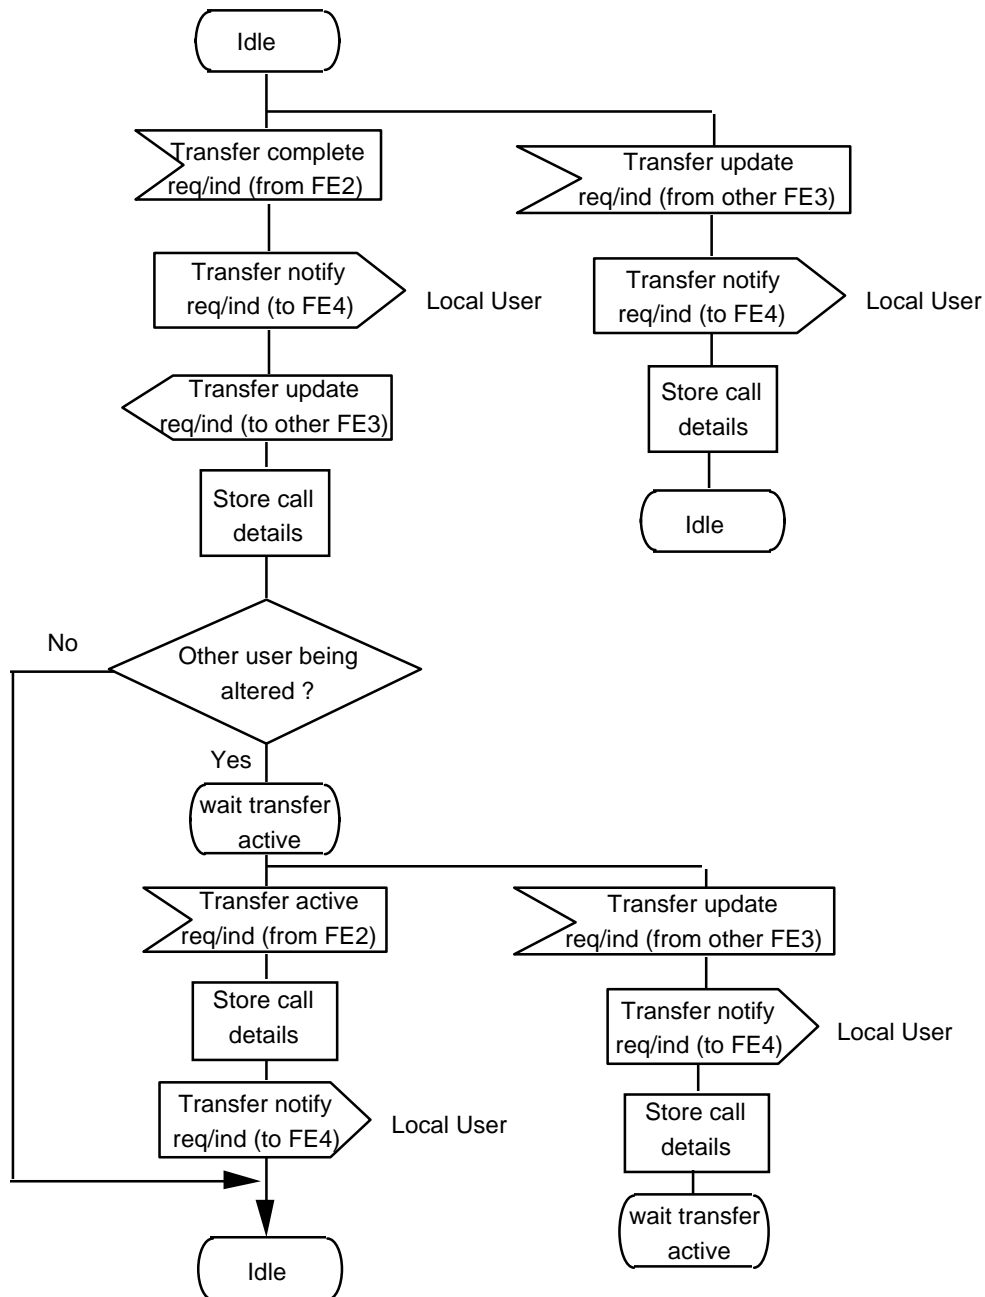 Idle
Transfer complete
req/ind (from FE2)
Transfer update
req/ind (from other FE3)
Transfer notify
req/ind (to FE4)
Local User
Transfer notify
req/ind (to FE4)
Local User
Transfer update
req/ind (to other FE3)
Store call
details
Store call
details
Idle
No
Other user being
altered ?
Yes
wait transfer
active
Transfer active
req/ind (from FE2)
Transfer update
req/ind (from other FE3)
Store call
details
Transfer notify
req/ind (to FE4)
Local User
Transfer notify
req/ind (to FE4)
Local User
Store call
details
wait transfer
active
Idle